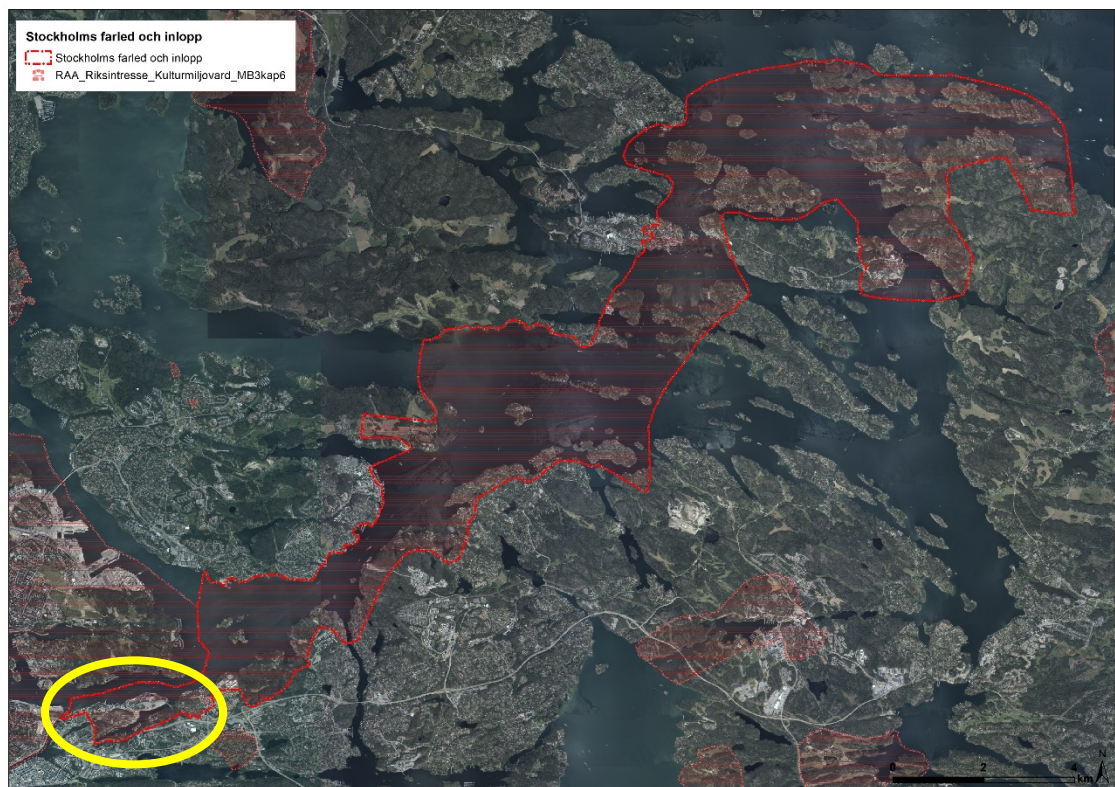 Stockholms farled och inlopp
Stockholms farled och inlopp
RAA_Riksintresse_Kulturmiljovard_MB3kap6
N
0 2 4
km